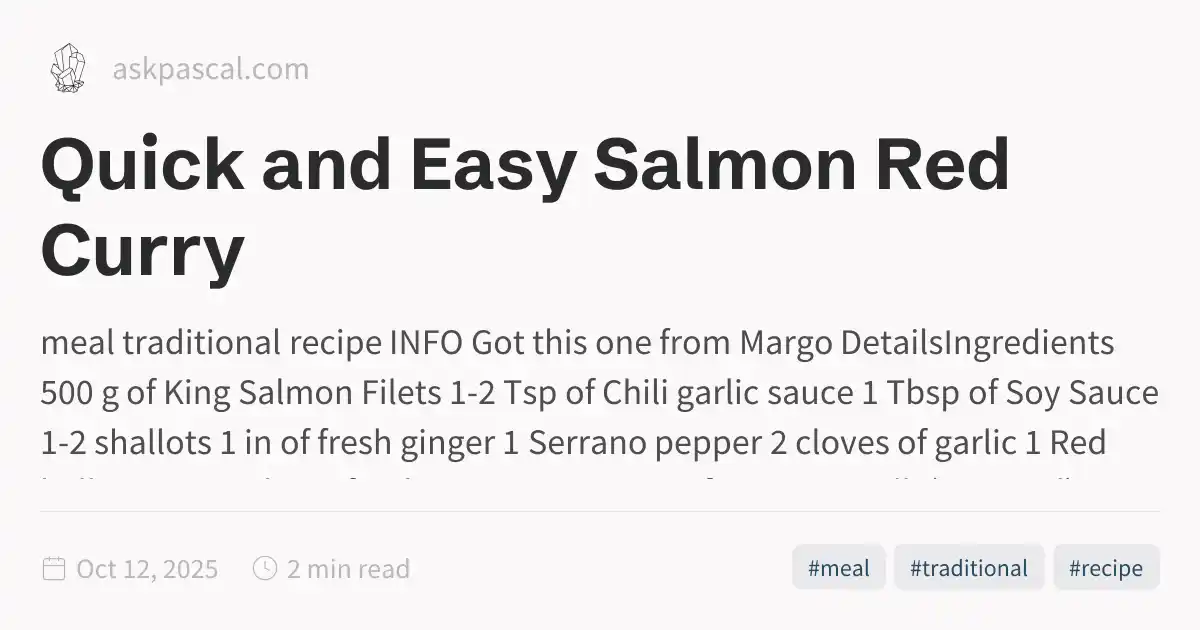 askpascal.com
Quick and Easy Salmon Red
Curry
meal traditional recipe INFO Got this one from Margo DetailsIngredients
500 g of King Salmon Filets 1-2 Tsp of Chili garlic sauce 1 Tbsp of Soy Sauce
1-2 shallots 1 in of fresh ginger 1 Serrano pepper 2 cloves of garlic 1 Red
Oct 12, 2025
2 min read
#meal
#traditional
#recipe